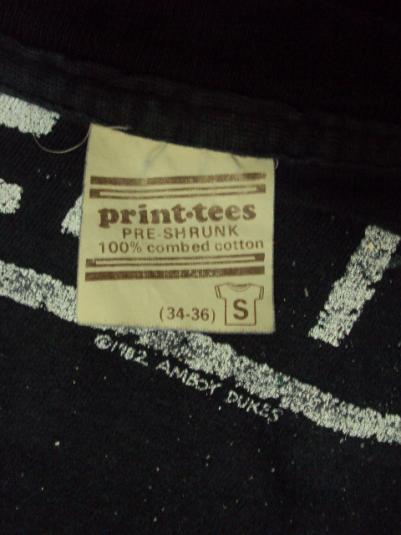 print·tees
PRE-SHRUNK
100% combed cotton
(34-36) S
©1982 AMBOY DUKES